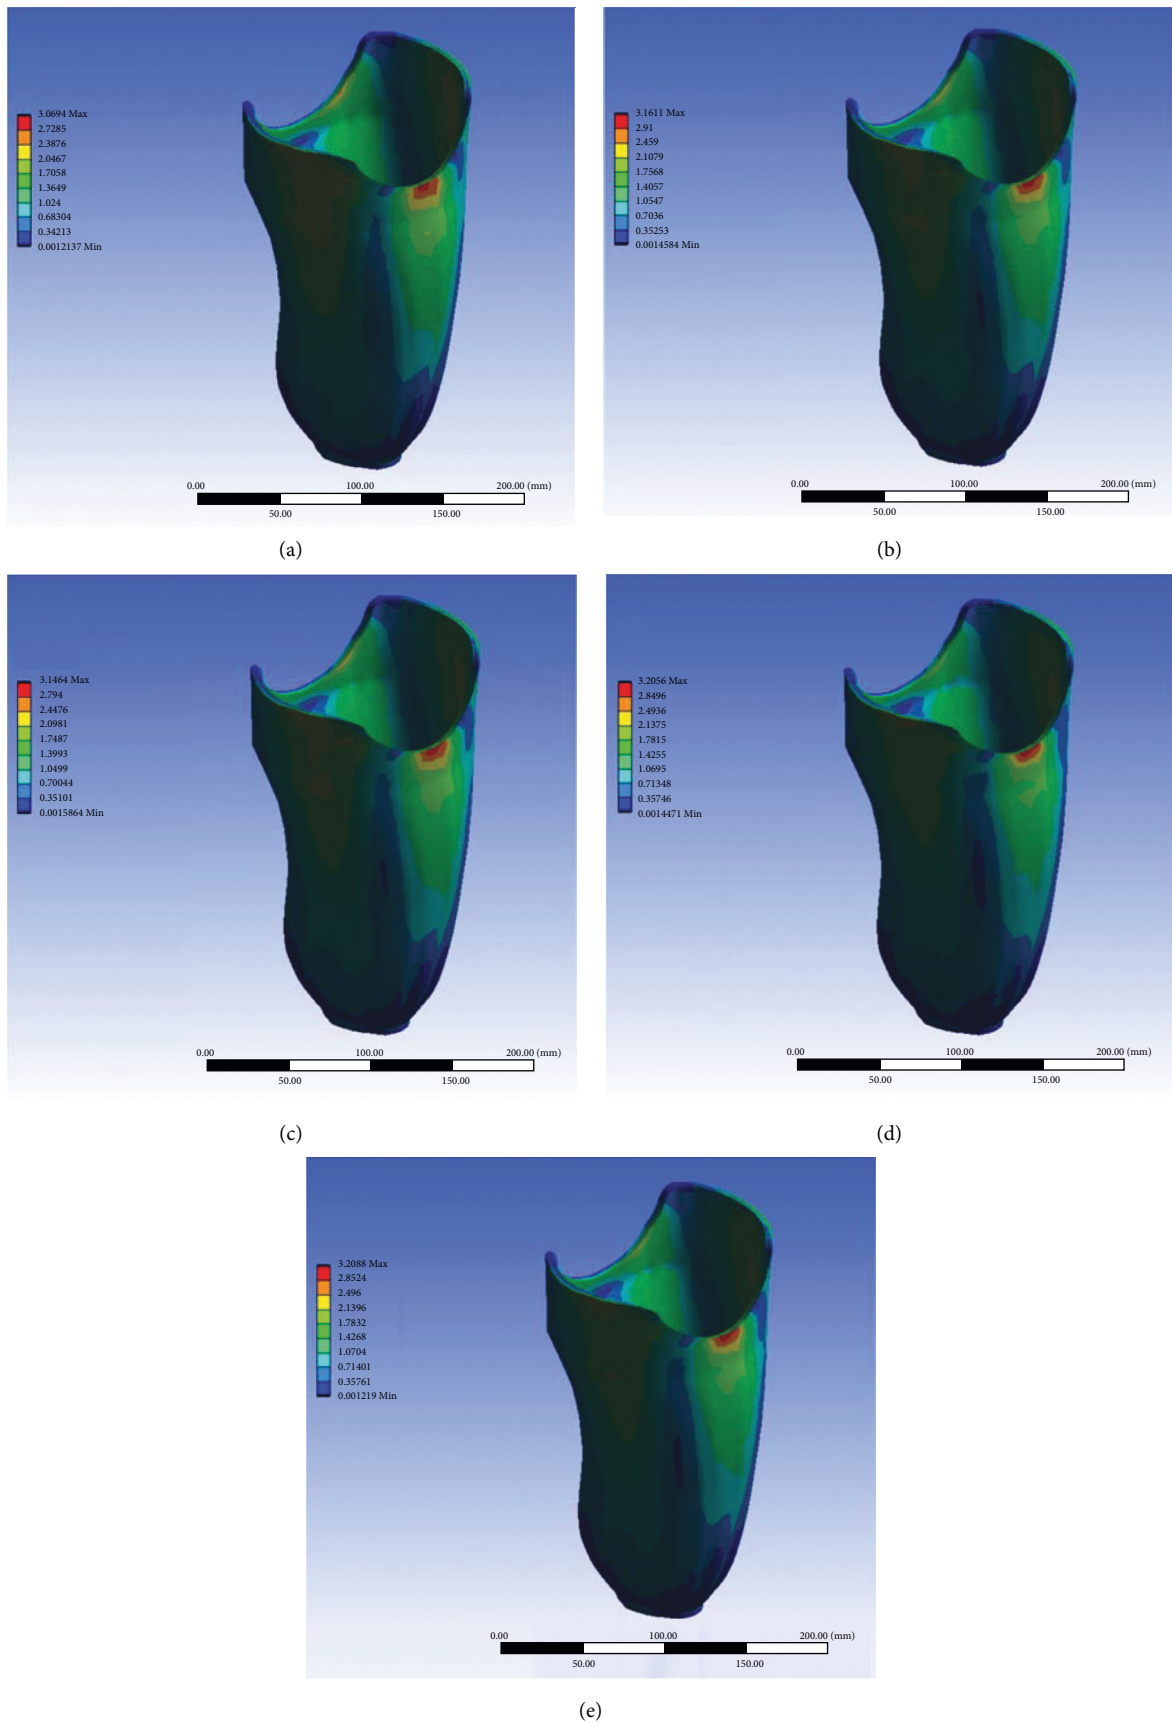 3.0694 Max
2.7285
2.3876
2.0467
1.7058
1.3649
1.024
0.68304
0.34213
0.0012137 Min
0.00 100.00 200.00 (mm)
50.00 150.00
(a)
3.1611 Max
2.91
2.459
2.1079
1.7568
1.4057
1.0547
0.7036
0.35253
0.0014584 Min
0.00 100.00 200.00 (mm)
50.00 150.00
(b)
3.1464 Max
2.794
2.4476
2.0981
1.7487
1.3993
1.0499
0.70044
0.35101
0.0015864 Min
0.00 100.00 200.00 (mm)
50.00 150.00
(c)
3.2056 Max
2.8496
2.4936
2.1375
1.7815
1.4255
1.0695
0.71348
0.35746
0.0014471 Min
0.00 100.00 200.00 (mm)
50.00 150.00
(d)
3.2088 Max
2.8524
2.496
2.1396
1.7832
1.4268
1.0704
0.71401
0.35761
0.001219 Min
0.00 100.00 200.00 (mm)
50.00 150.00
(e)